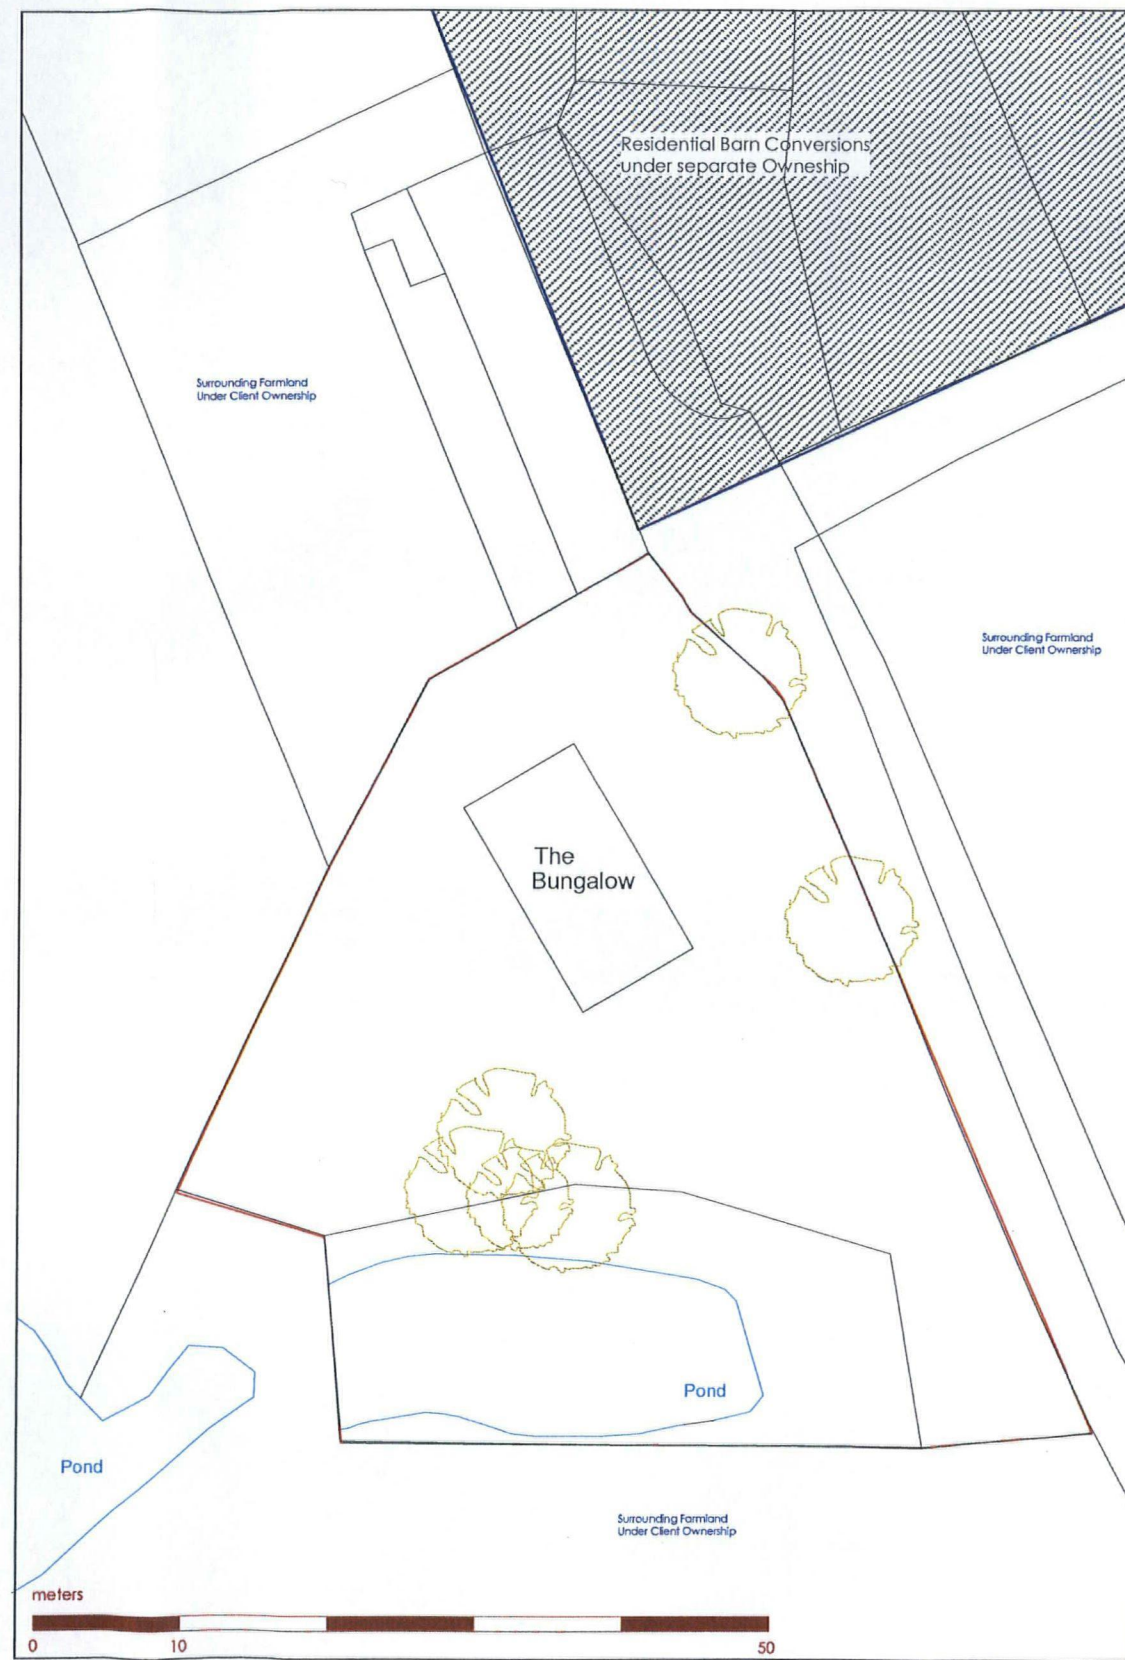 Residential Barn Conversions
under separate Owneship
Surrounding Farmland
Under Client Ownership
Surrounding Farmland
Under Client Ownership
The
Bungalow
Pond
Pond
Surrounding Farmland
Under Client Ownership
meters
0 10 50